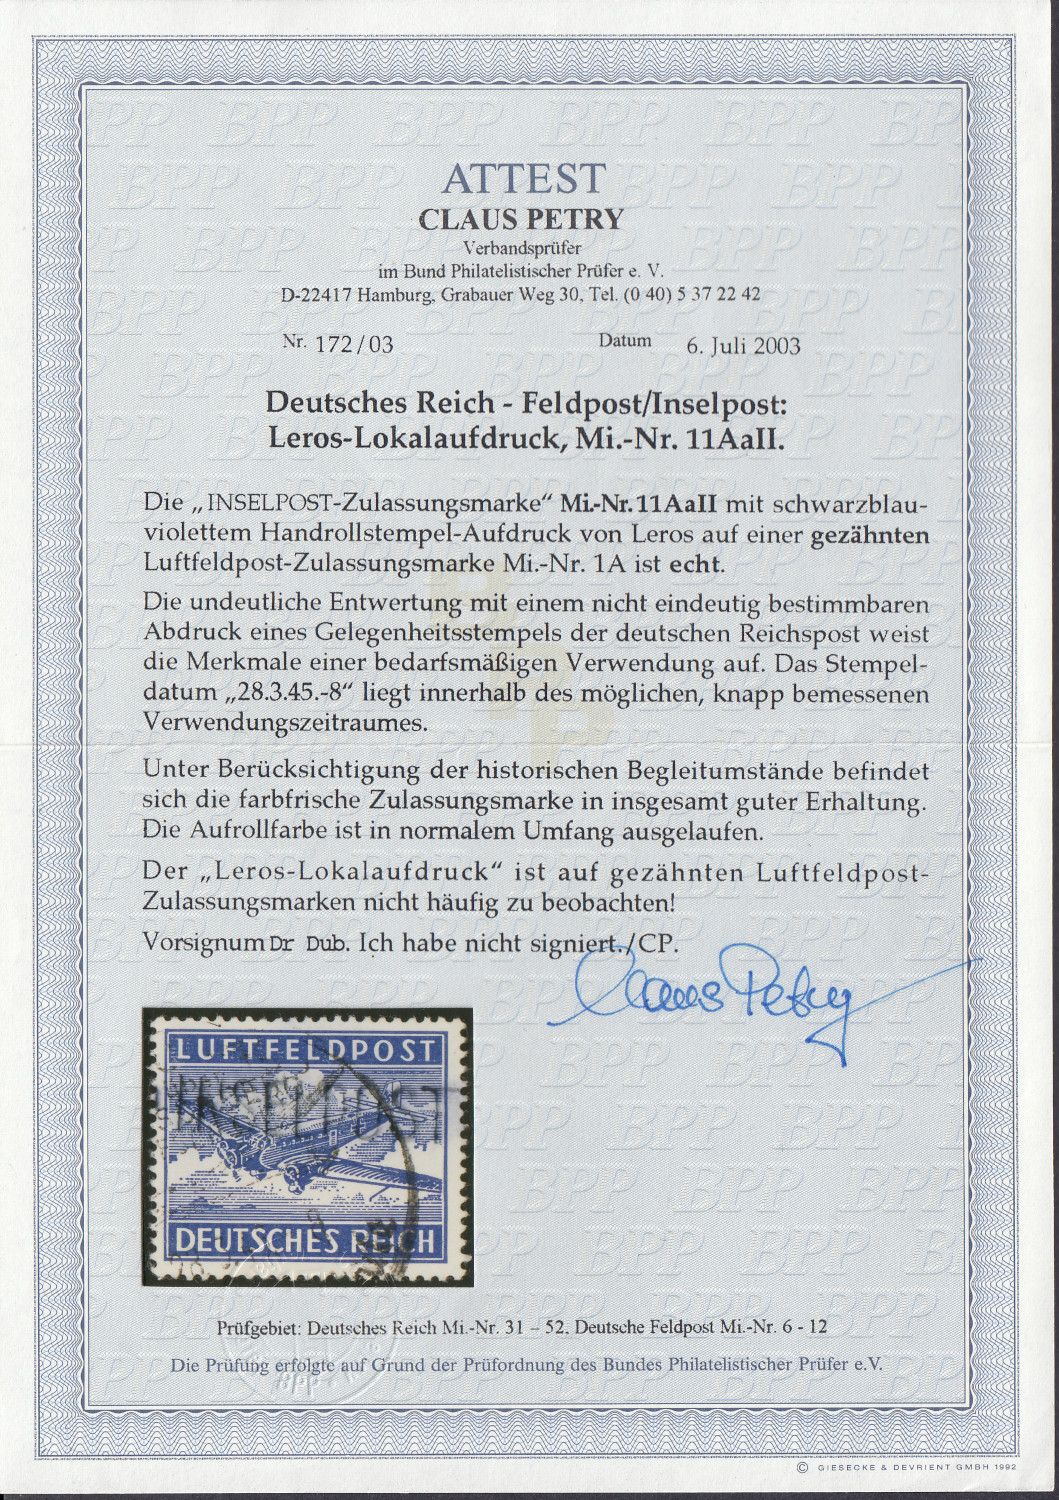 ATTEST
CLAUS PETRY
Verbandsprüfer
im Bund Philatelistischer Prüfer e. V.
D-22417 Hamburg, Grabauer Weg 30, Tel. (0 40) 5 37 22 42
Nr. 172/03 Datum 6. Juli 2003
Deutsches Reich - Feldpost/Inselpost:
Leros-Lokalaufdruck, Mi.-Nr. 11AaII.
Die „INSELPOST-Zulassungsmarke“ Mi.-Nr. 11AaII mit schwarzblau-
violettem Handrollstempel-Aufdruck von Leros auf einer gezähnten
Luftfeldpost-Zulassungsmarke Mi.-Nr. 1A ist echt.
Die undeutliche Entwertung mit einem nicht eindeutig bestimmbaren
Abdruck eines Gelegenheitsstempels der deutschen Reichspost weist
die Merkmale einer bedarfsmäßigen Verwendung auf. Das Stempel-
datum „28.3.45.-8“ liegt innerhalb des möglichen, knapp bemessenen
Verwendungszeitraumes.
Unter Berücksichtigung der historischen Begleitumstände befindet
sich die farbfrische Zulassungsmarke in insgesamt guter Erhaltung.
Die Aufrollfarbe ist in normalem Umfang ausgelaufen.
Der „Leros-Lokalaufdruck“ ist auf gezähnten Luftfeldpost-
Zulassungsmarken nicht häufig zu beobachten!
Vorsignum Dr Dub. Ich habe nicht signiert./CP.
Claus Petry
LUFTFELDPOST
INSELPOST
DEUTSCHES REICH
Prüfgebiet: Deutsches Reich Mi.-Nr. 31 – 52, Deutsche Feldpost Mi.-Nr. 6 - 12
Die Prüfung erfolgte auf Grund der Prüfordnung des Bundes Philatelistischer Prüfer e.V.
BPP
© GIESECKE & DEVRIENT GMBH 1992